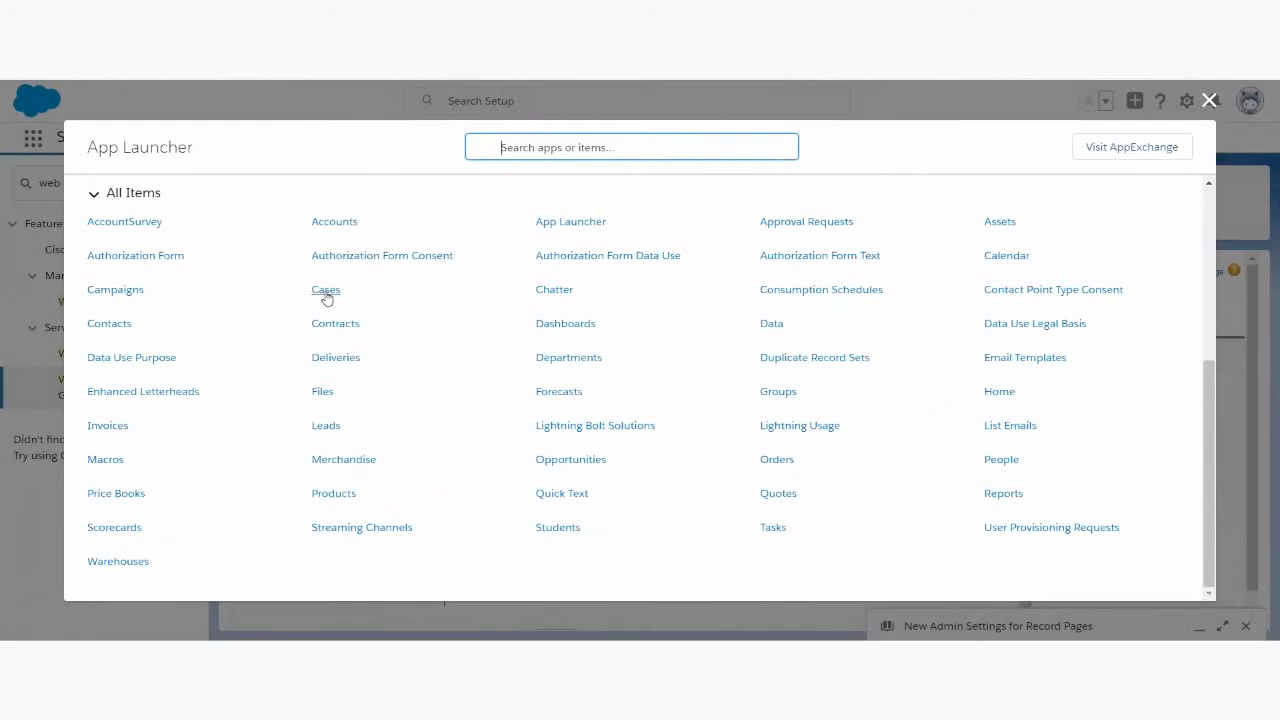 Search Setup
App Launcher
Search apps or items...
Visit AppExchange
web
All Items
AccountSurvey Accounts App Launcher Approval Requests Assets
Feature
Authorization Form Authorization Form Consent Authorization Form Data Use Authorization Form Text Calendar
Campaigns Cases Chatter Consumption Schedules Contact Point Type Consent
Contacts Contracts Dashboards Data Data Use Legal Basis
Data Use Purpose Deliveries Departments Duplicate Record Sets Email Templates
Enhanced Letterheads Files Forecasts Groups Home
Invoices Leads Lightning Bolt Solutions Lightning Usage List Emails
Didn't find
Try using
Macros Merchandise Opportunities Orders People
Price Books Products Quick Text Quotes Reports
Scorecards Streaming Channels Students Tasks User Provisioning Requests
Warehouses
New Admin Settings for Record Pages